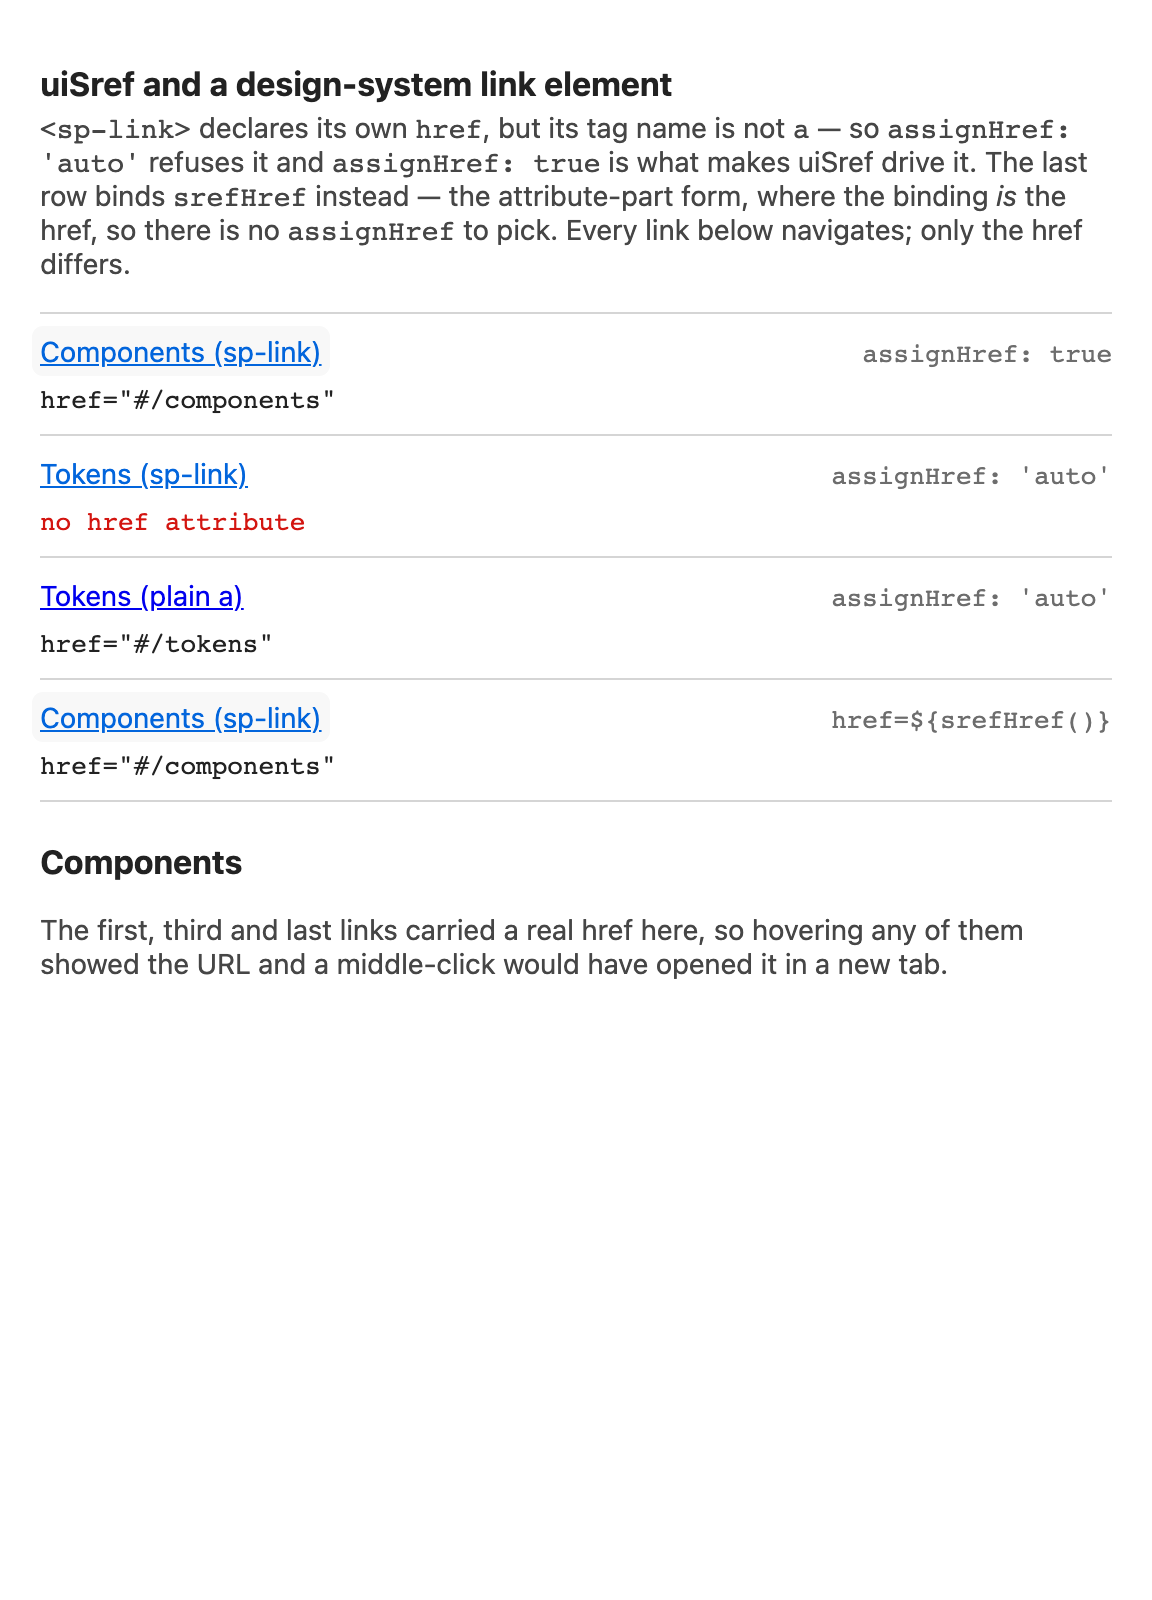 uiSref and a design-system link element
<sp-link> declares its own href, but its tag name is not a — so assignHref:
'auto' refuses it and assignHref: true is what makes uiSref drive it. The last
row binds srefHref instead — the attribute-part form, where the binding is the
href, so there is no assignHref to pick. Every link below navigates; only the href
differs.
Components (sp-link) assignHref: true
href="#/components"
Tokens (sp-link) assignHref: 'auto'
no href attribute
Tokens (plain a) assignHref: 'auto'
href="#/tokens"
Components (sp-link) href=${srefHref()}
href="#/components"
Components
The first, third and last links carried a real href here, so hovering any of them
showed the URL and a middle-click would have opened it in a new tab.